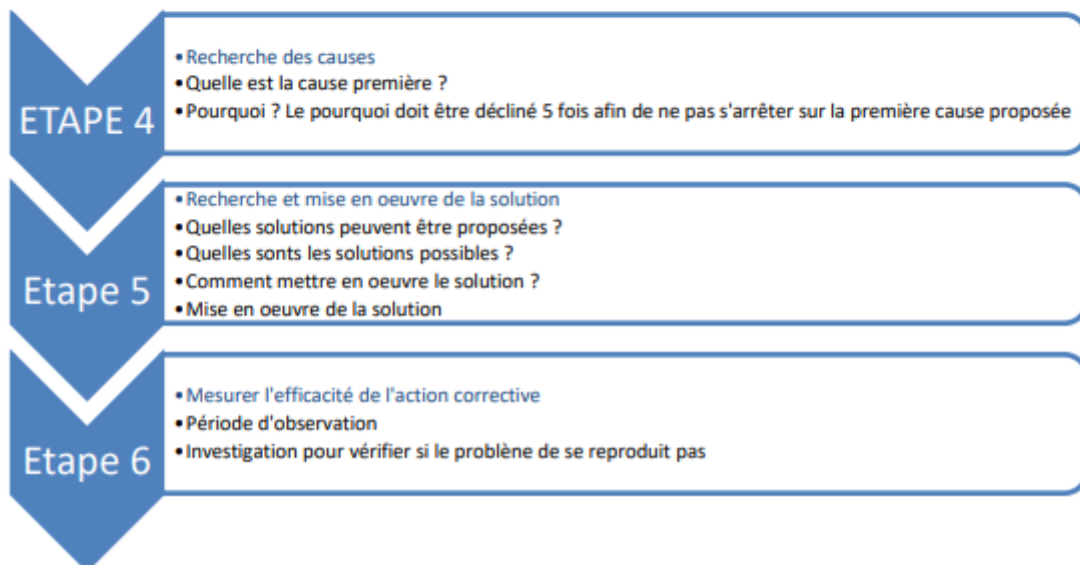 ETAPE 4
•Recherche des causes
•Quelle est la cause première ?
•Pourquoi ? Le pourquoi doit être décliné 5 fois afin de ne pas s'arrêter sur la première cause proposée
Etape 5
•Recherche et mise en oeuvre de la solution
•Quelles solutions peuvent être proposées ?
•Quelles sonts les solutions possibles ?
•Comment mettre en oeuvre le solution ?
•Mise en oeuvre de la solution
Etape 6
•Mesurer l'efficacité de l'action corrective
•Période d'observation
•Investigation pour vérifier si le problène de se reproduit pas